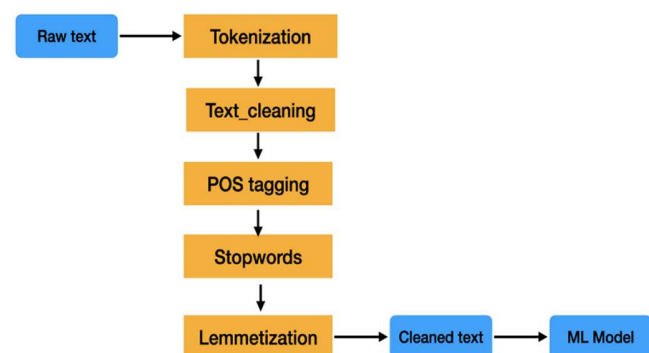 Raw text
Tokenization
Text_cleaning
POS tagging
Stopwords
Lemmetization
Cleaned text
ML Model